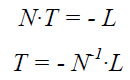 N·T = - L
T = - N⁻¹·L